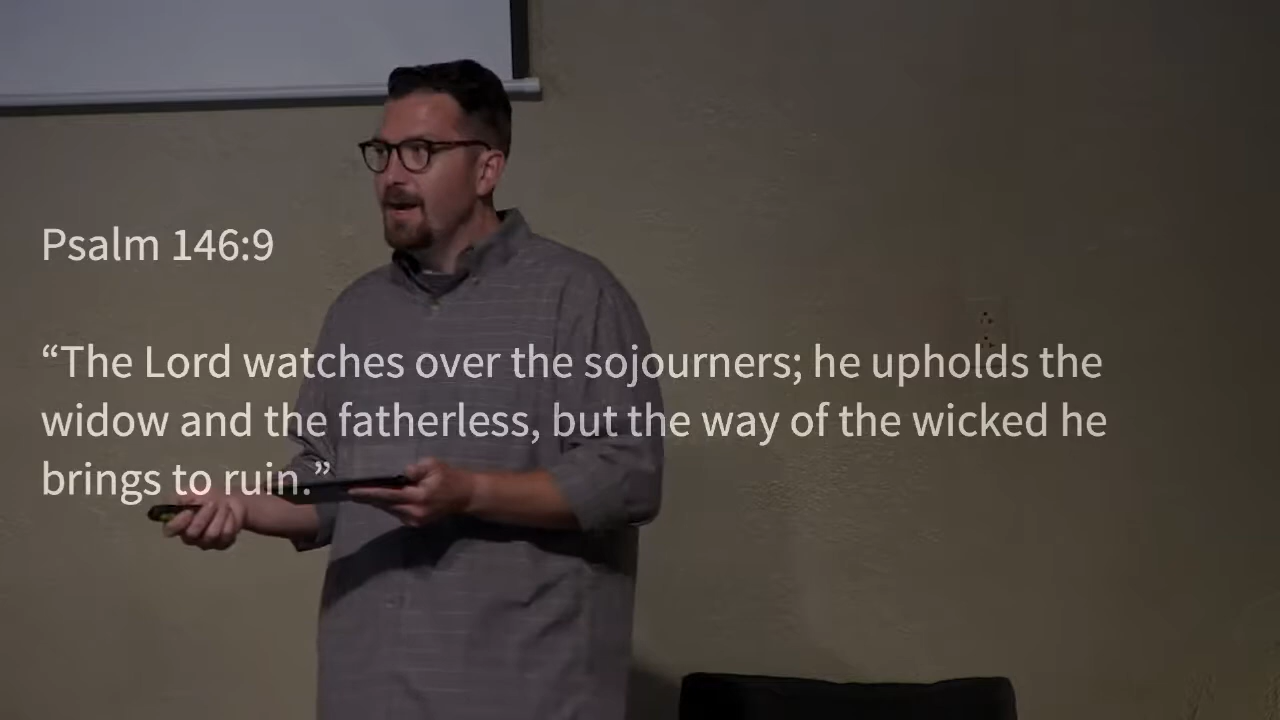 Psalm 146:9
“The Lord watches over the sojourners; he upholds the
widow and the fatherless, but the way of the wicked he
brings to ruin.”